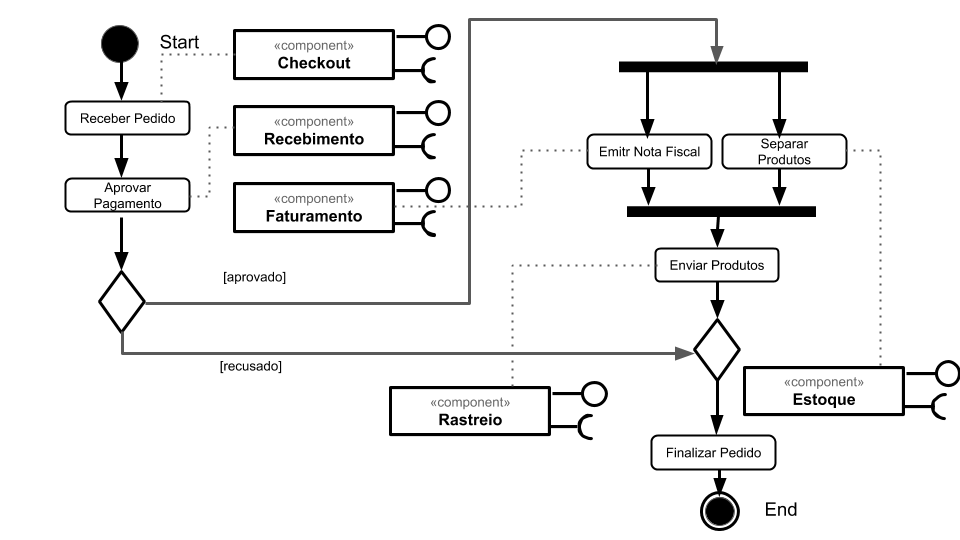 Start
«component»
Checkout
Receber Pedido
«component»
Recebimento
Aprovar
Pagamento
«component»
Faturamento
[aprovado]
[recusado]
Emitr Nota Fiscal
Separar
Produtos
Enviar Produtos
«component»
Rastreio
«component»
Estoque
Finalizar Pedido
End